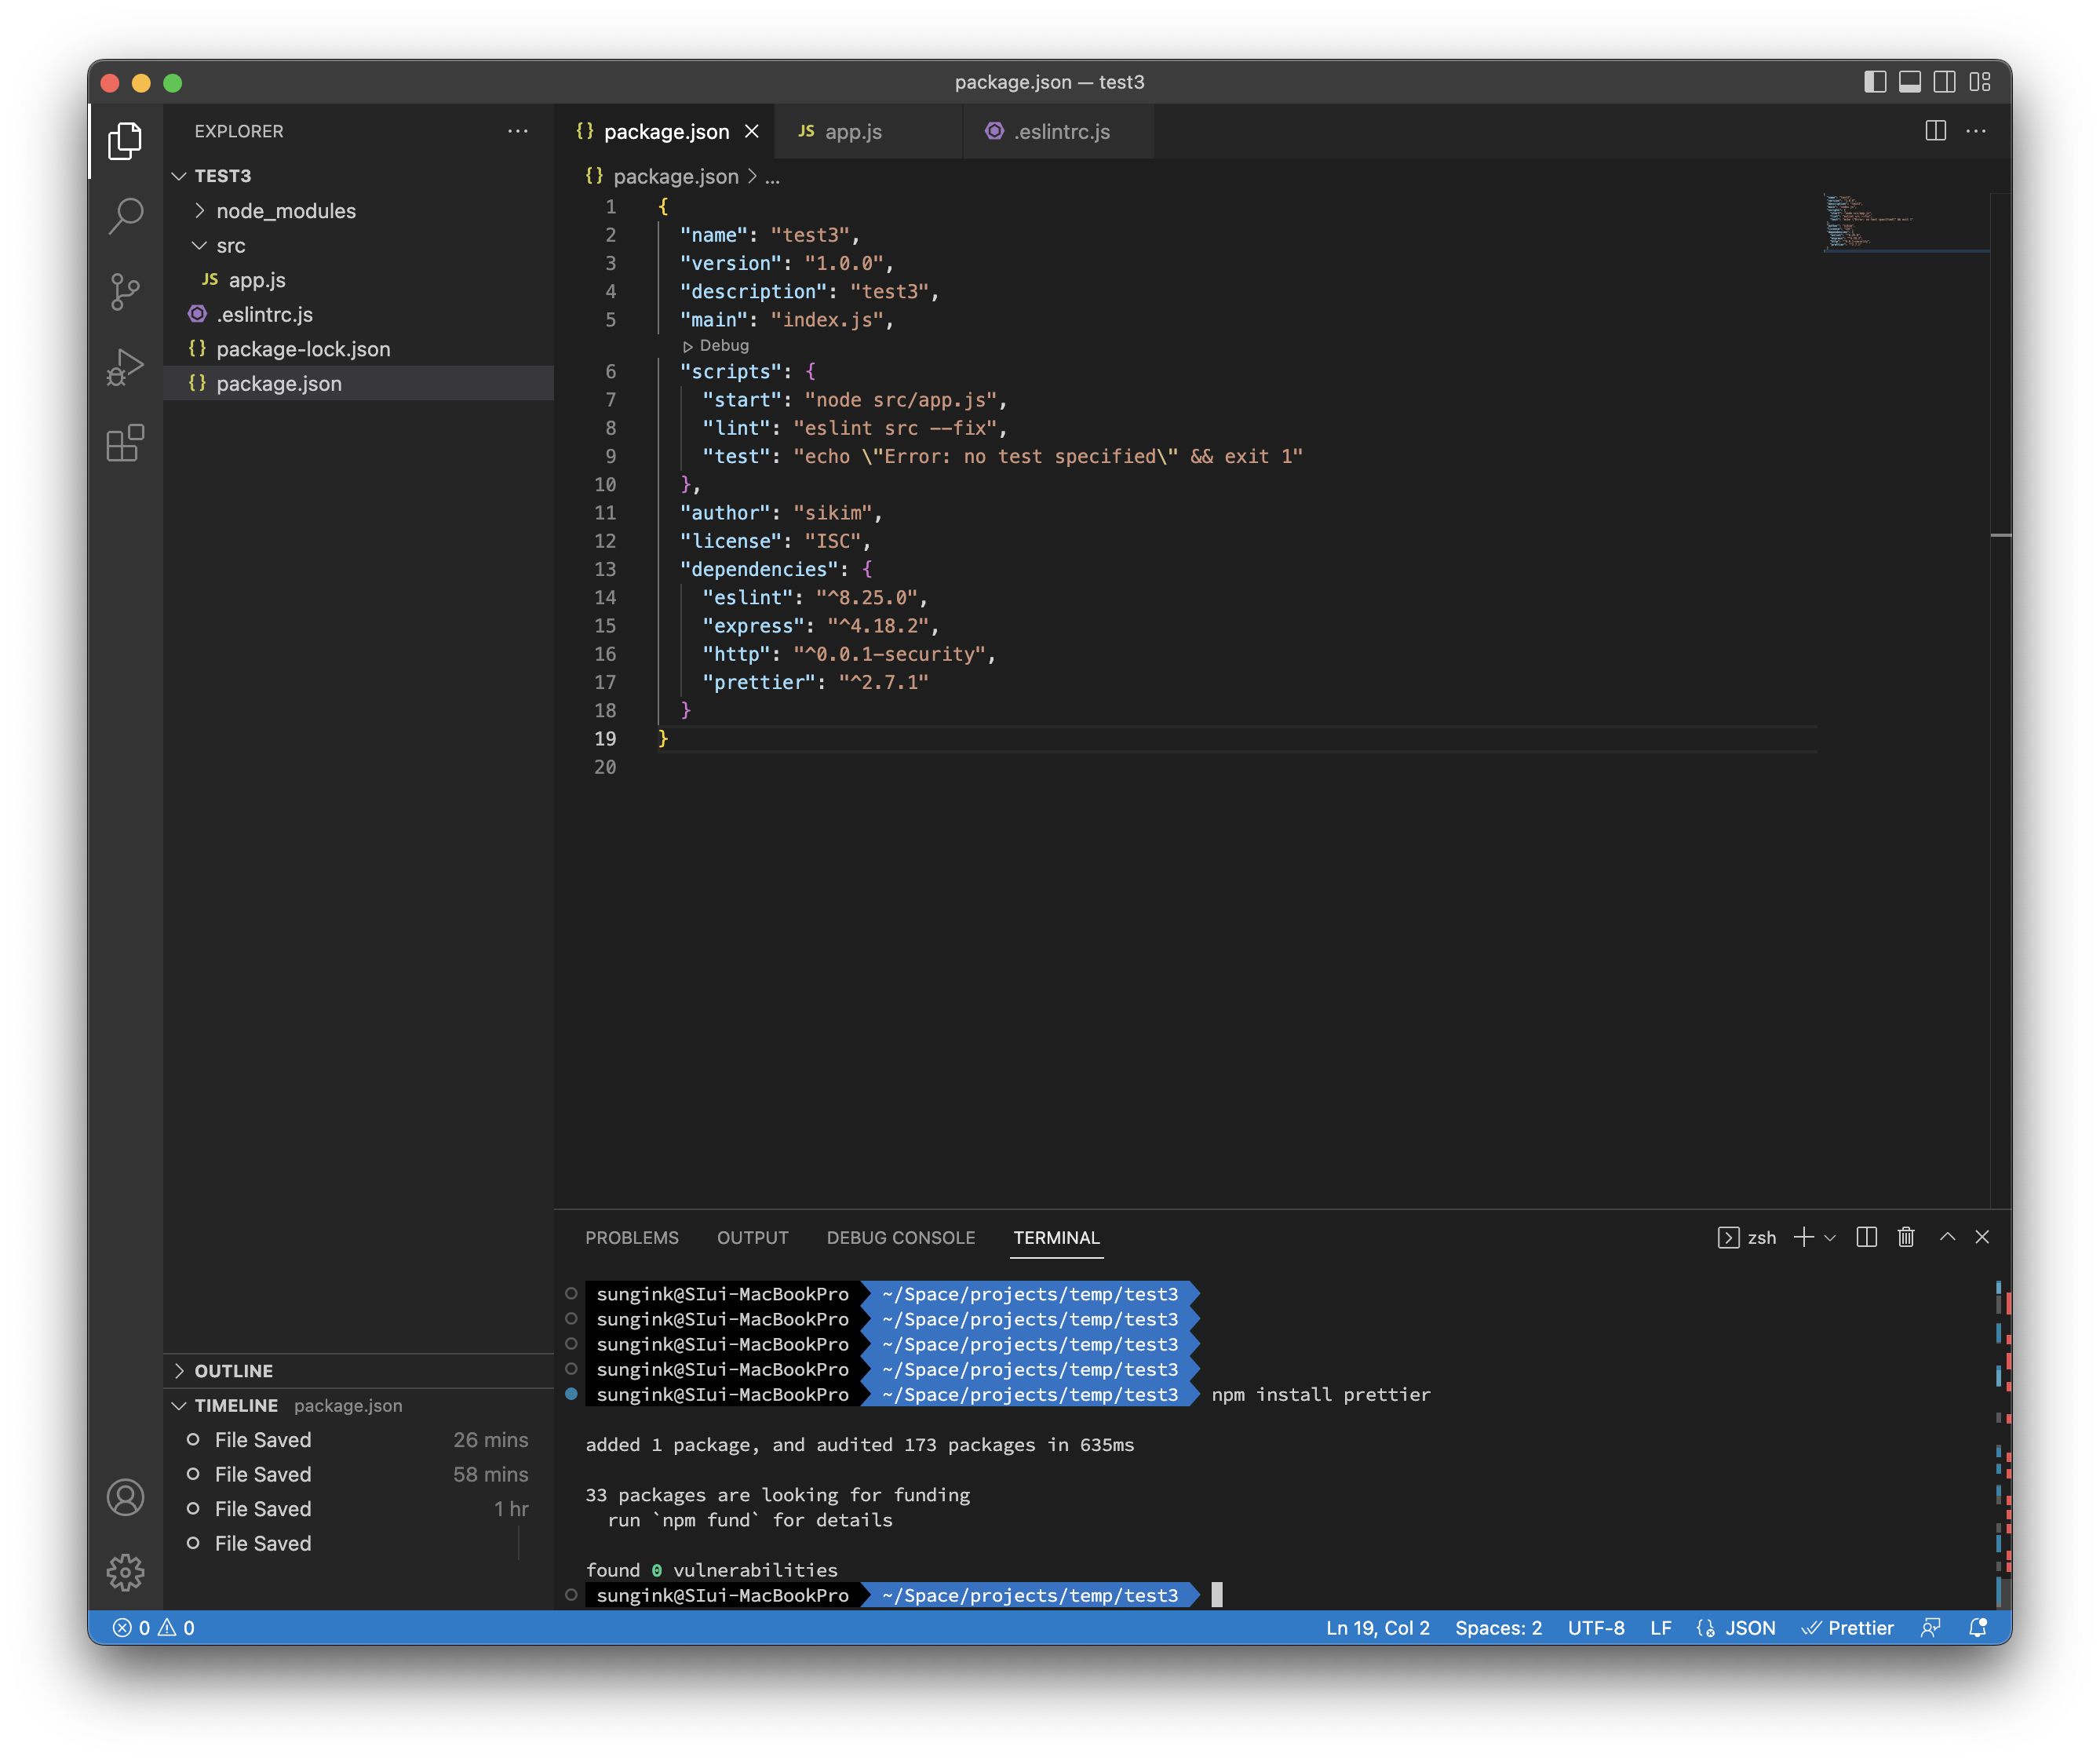 package.json — test3
EXPLORER
TEST3
node_modules
src
JS app.js
.eslintrc.js
{} package-lock.json
{} package.json
OUTLINE
TIMELINE package.json
File Saved 26 mins
File Saved 58 mins
File Saved 1 hr
File Saved
{} package.json
JS app.js
.eslintrc.js
{} package.json > ...
1 {
2 "name": "test3",
3 "version": "1.0.0",
4 "description": "test3",
5 "main": "index.js",
Debug
6 "scripts": {
7 "start": "node src/app.js",
8 "lint": "eslint src --fix",
9 "test": "echo \"Error: no test specified\" && exit 1"
10 },
11 "author": "sikim",
12 "license": "ISC",
13 "dependencies": {
14 "eslint": "^8.25.0",
15 "express": "^4.18.2",
16 "http": "^0.0.1-security",
17 "prettier": "^2.7.1"
18 }
19 }
20
PROBLEMS OUTPUT DEBUG CONSOLE TERMINAL zsh
sungink@SIui-MacBookPro ~/Space/projects/temp/test3
sungink@SIui-MacBookPro ~/Space/projects/temp/test3
sungink@SIui-MacBookPro ~/Space/projects/temp/test3
sungink@SIui-MacBookPro ~/Space/projects/temp/test3
sungink@SIui-MacBookPro ~/Space/projects/temp/test3 npm install prettier
added 1 package, and audited 173 packages in 635ms
33 packages are looking for funding
run `npm fund` for details
found 0 vulnerabilities
sungink@SIui-MacBookPro ~/Space/projects/temp/test3
0 0 Ln 19, Col 2 Spaces: 2 UTF-8 LF {} JSON Prettier